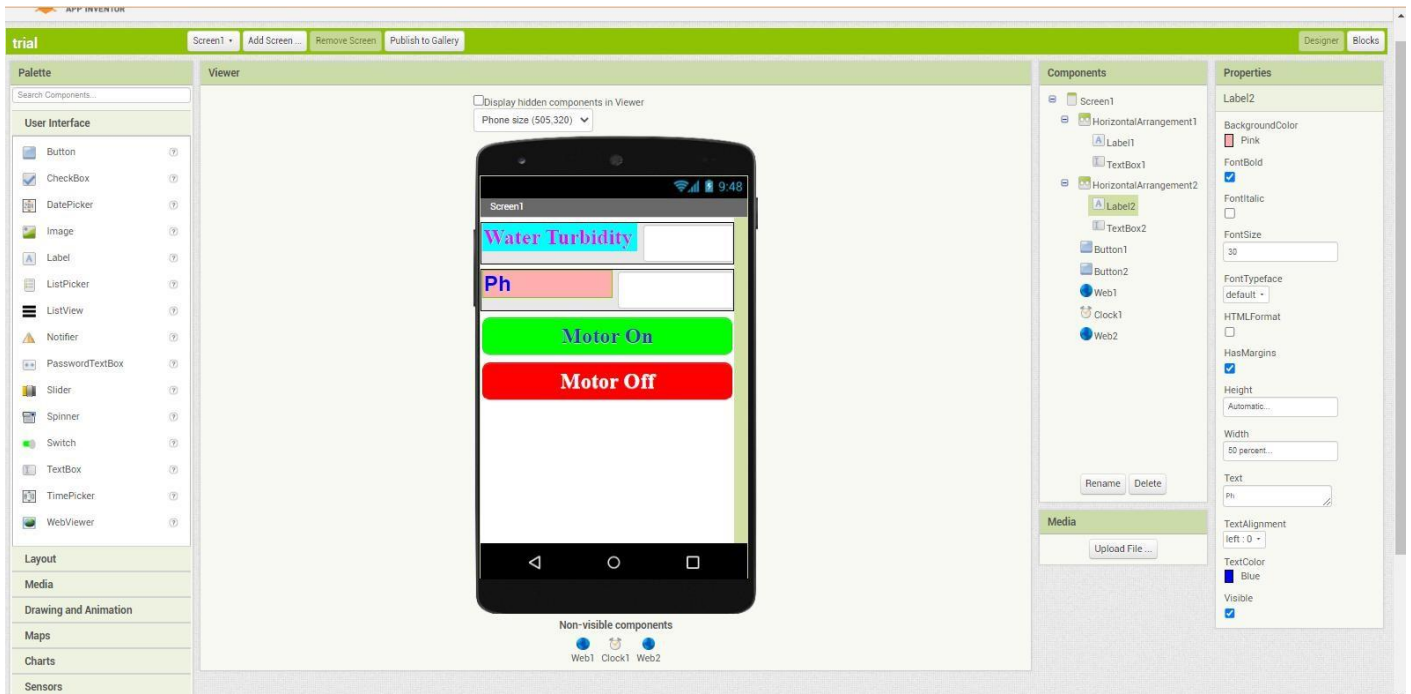 APP INVENTOR
trial
Screen1
Add Screen ...
Remove Screen
Publish to Gallery
Designer
Blocks
Palette
Search Components...
User Interface
Button
CheckBox
DatePicker
Image
Label
ListPicker
ListView
Notifier
PasswordTextBox
Slider
Spinner
Switch
TextBox
TimePicker
WebViewer
Layout
Media
Drawing and Animation
Maps
Charts
Sensors
Viewer
Display hidden components in Viewer
Phone size (505,320)
9:48
Screen1
Water Turbidity
Ph
Motor On
Motor Off
Non-visible components
Web1 Clock1 Web2
Components
Screen1
HorizontalArrangement1
Label1
TextBox1
HorizontalArrangement2
Label2
TextBox2
Button1
Button2
Web1
Clock1
Web2
Rename
Delete
Media
Upload File ...
Properties
Label2
BackgroundColor
Pink
FontBold
FontItalic
FontSize
30
FontTypeface
default
HTMLFormat
HasMargins
Height
Automatic...
Width
50 percent...
Text
Ph
TextAlignment
left : 0
TextColor
Blue
Visible